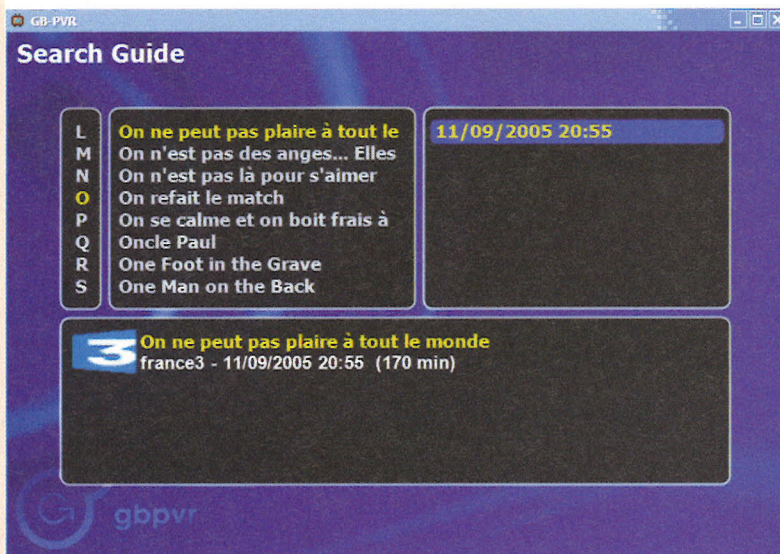 GB-PVR
Search Guide
L
M
N
O
P
Q
R
S
On ne peut pas plaire à tout le
On n'est pas des anges... Elles
On n'est pas là pour s'aimer
On refait le match
On se calme et on boit frais à
Oncle Paul
One Foot in the Grave
One Man on the Back
11/09/2005 20:55
3
On ne peut pas plaire à tout le monde
france3 - 11/09/2005 20:55 (170 min)
gbpvr